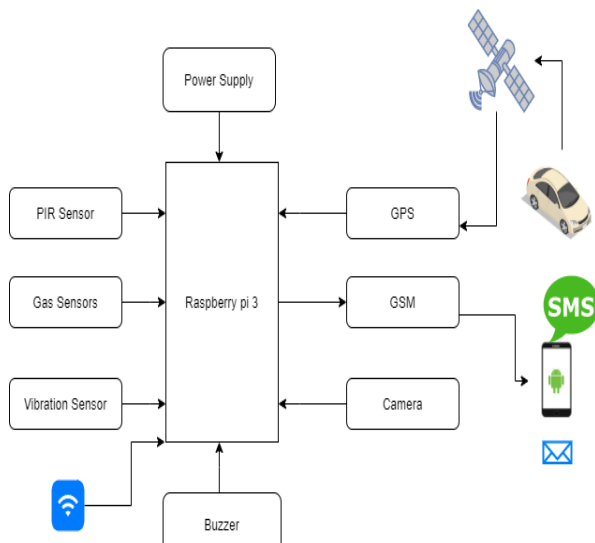 Power Supply
PIR Sensor
GPS
Gas Sensors
Raspberry pi 3
GSM
SMS
Vibration Sensor
Camera
Buzzer